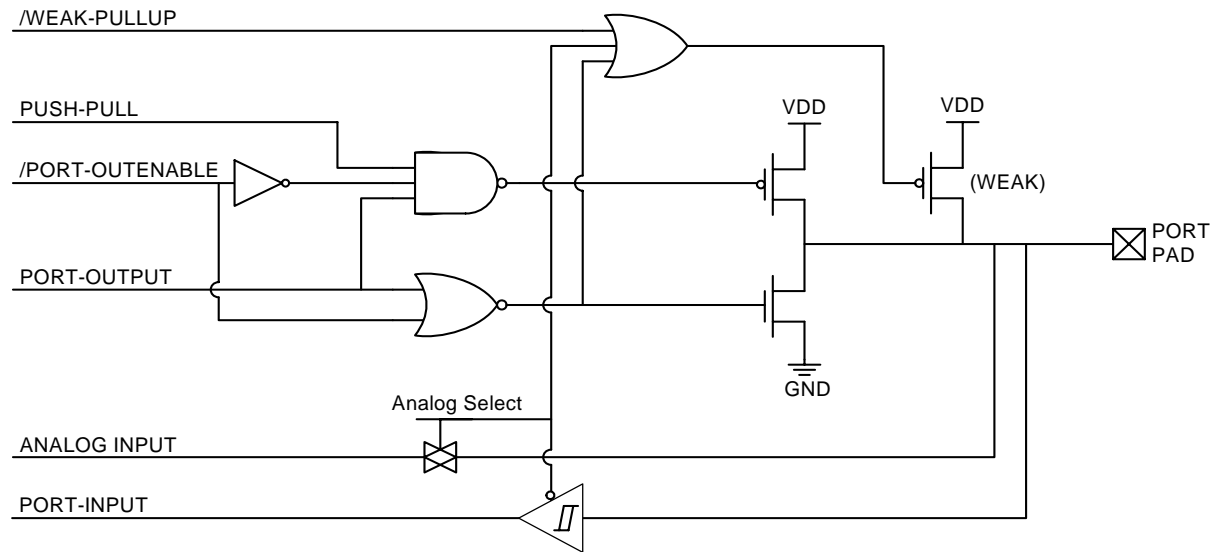 /WEAK-PULLUP
PUSH-PULL
VDD
VDD
/PORT-OUTENABLE
(WEAK)
PORT
PAD
PORT-OUTPUT
GND
Analog Select
ANALOG INPUT
PORT-INPUT